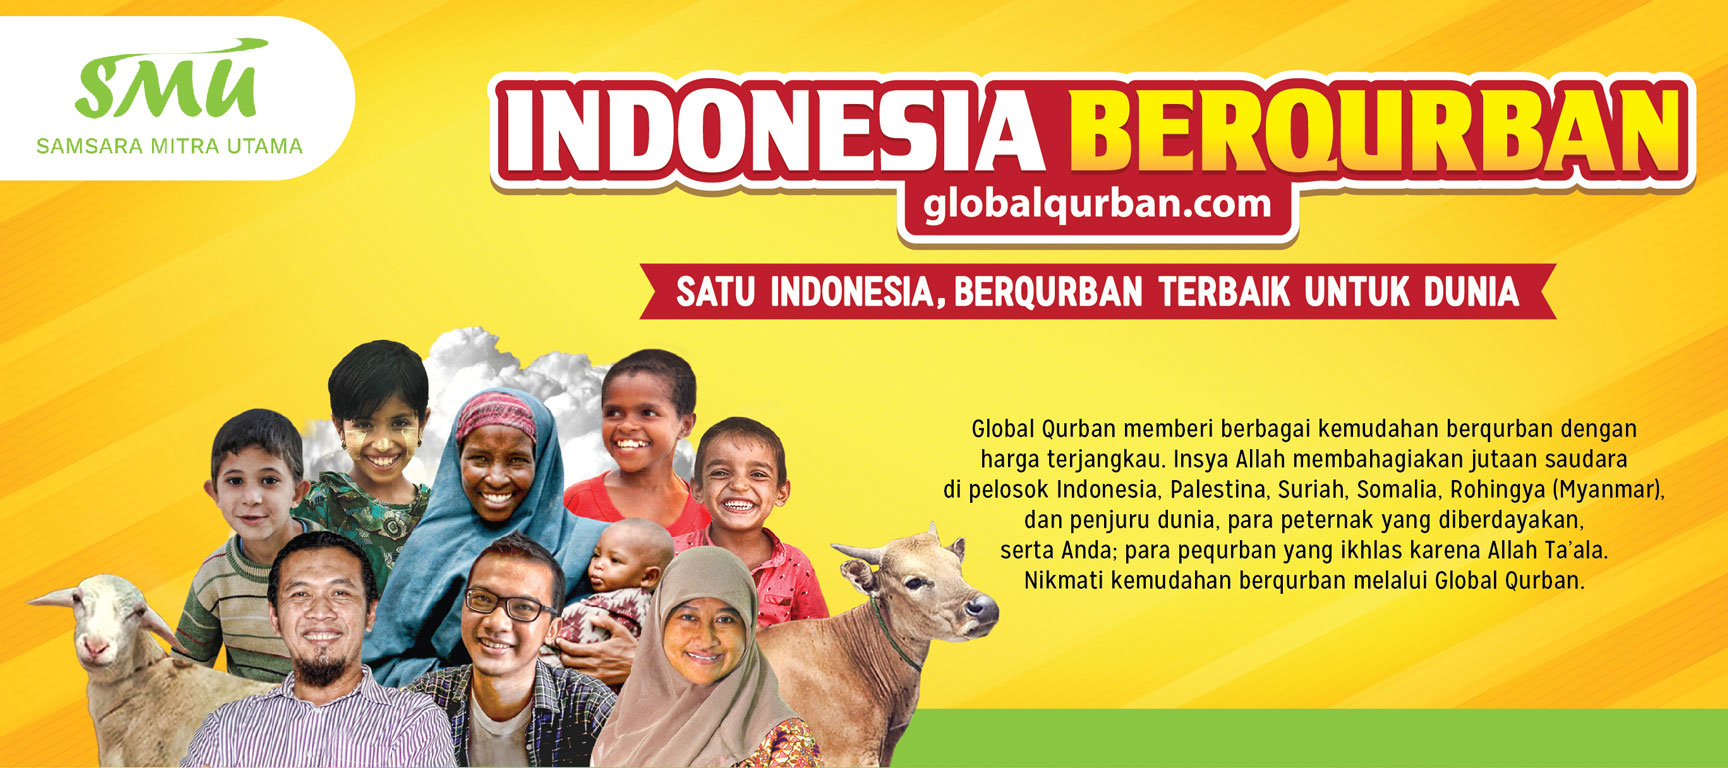 SMU
SAMSARA MITRA UTAMA
INDONESIA BERQURBAN
globalqurban.com
SATU INDONESIA, BERQURBAN TERBAIK UNTUK DUNIA
Global Qurban memberi berbagai kemudahan berqurban dengan
harga terjangkau. Insya Allah membahagiakan jutaan saudara
di pelosok Indonesia, Palestina, Suriah, Somalia, Rohingya (Myanmar),
dan penjuru dunia, para peternak yang diberdayakan,
serta Anda; para pequrban yang ikhlas karena Allah Ta'ala.
Nikmati kemudahan berqurban melalui Global Qurban.